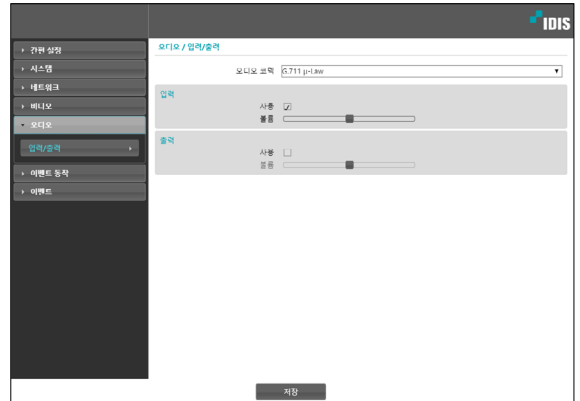 IDIS
간편 설정
시스템
네트워크
비디오
오디오
입력/출력
이벤트 동작
이벤트
오디오 / 입력/출력
오디오 코덱 G.711 μ-Law
입력
사용
볼륨
출력
사용
볼륨
저장